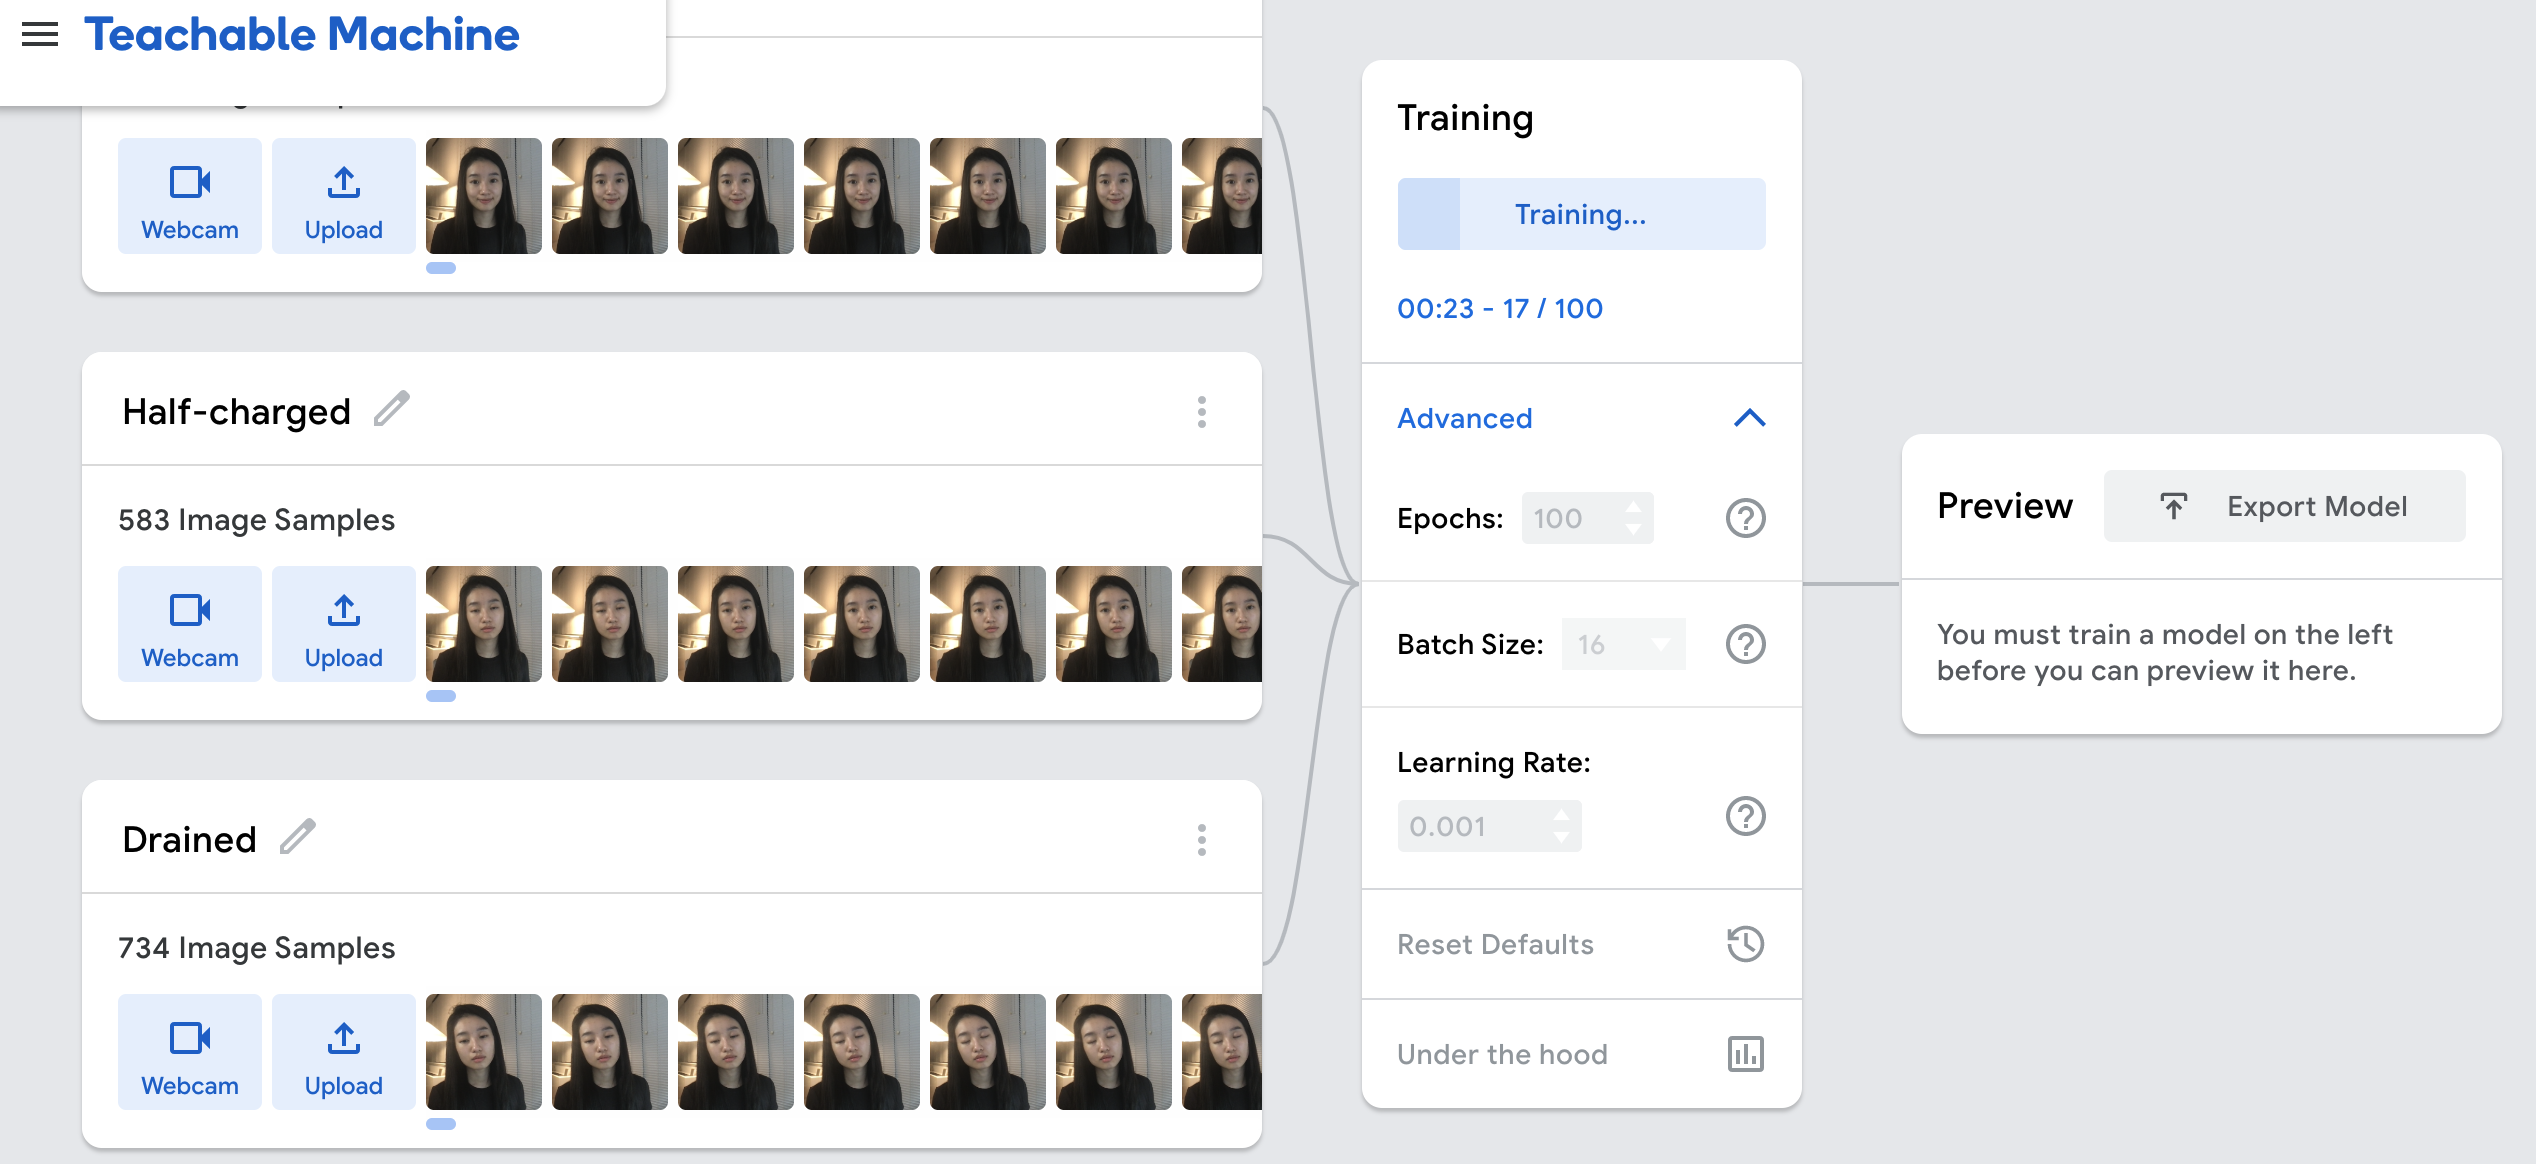 Teachable Machine
Webcam
Upload
Half-charged
583 Image Samples
Webcam
Upload
Drained
734 Image Samples
Webcam
Upload
Training
Training...
00:23 - 17 / 100
Advanced
Epochs: 100
Batch Size: 16
Learning Rate:
0.001
Reset Defaults
Under the hood
Preview
Export Model
You must train a model on the left
before you can preview it here.